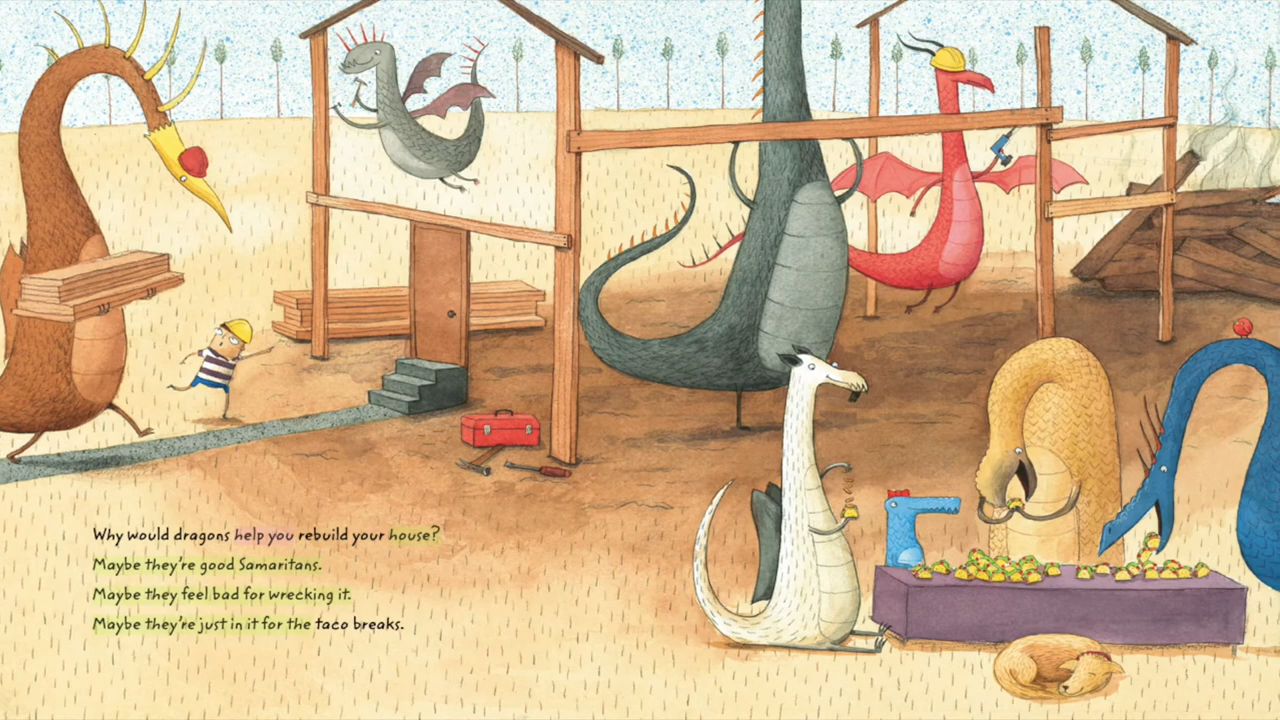 Why would dragons help you rebuild your house?
Maybe they're good Samaritans.
Maybe they feel bad for wrecking it.
Maybe they're just in it for the taco breaks.